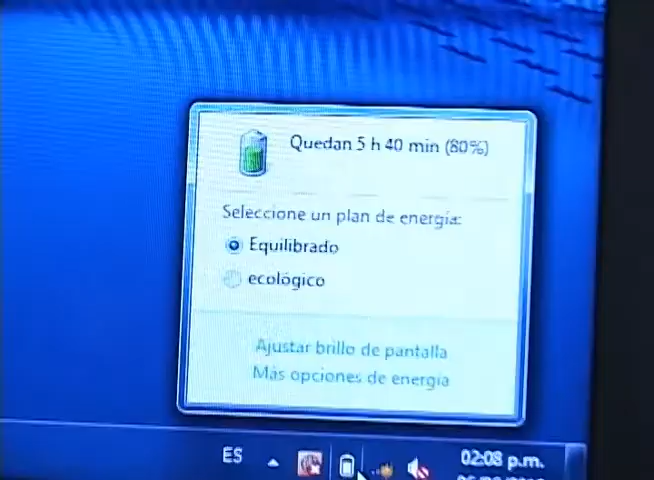 Quedan 5 h 40 min (80%)
Seleccione un plan de energía:
Equilibrado
ecológico
Ajustar brillo de pantalla
Más opciones de energía
ES
02:08 p.m.